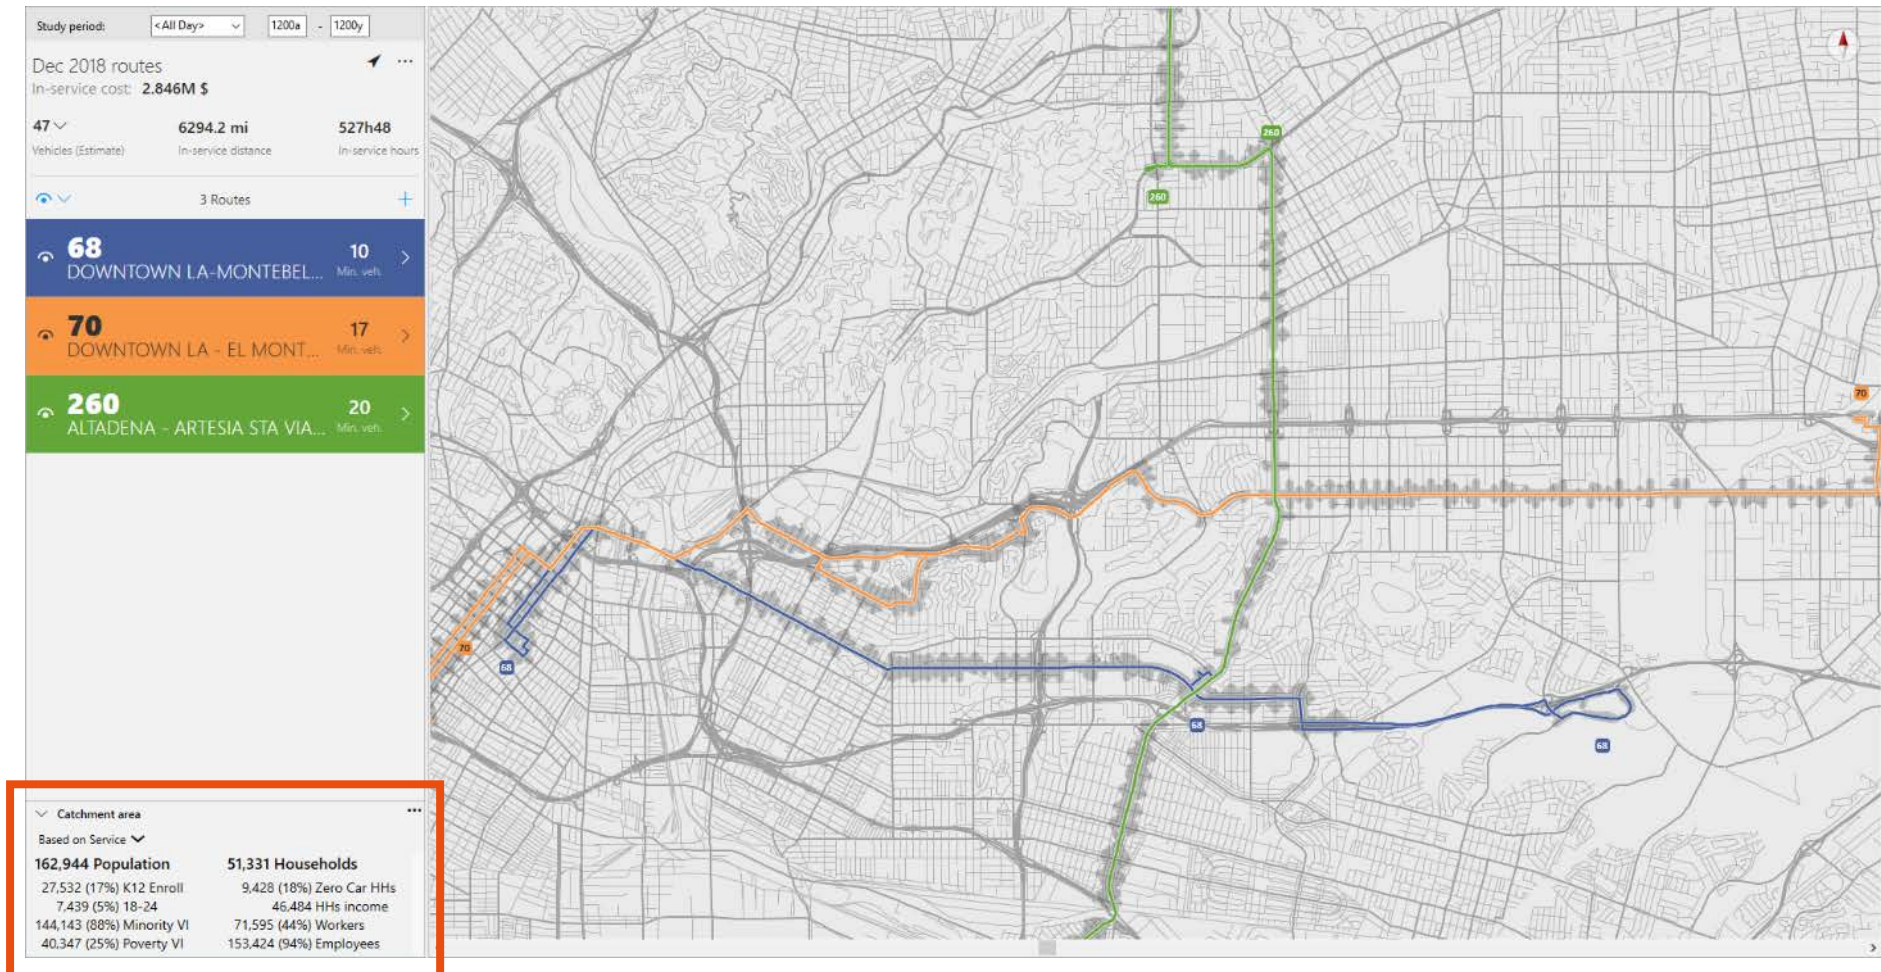 Study period: <All Day> 1200a - 1200y
Dec 2018 routes
In-service cost: 2.846M $
47 6294.2 mi 527h48
Vehicles (Estimate) In-service distance In-service hours
3 Routes
68 10
DOWNTOWN LA-MONTEBEL... Min. veh.
70 17
DOWNTOWN LA - EL MONT... Min. veh.
260 20
ALTADENA - ARTESIA STA VIA... Min. veh.
Catchment area
Based on Service
162,944 Population 51,331 Households
27,532 (17%) K12 Enroll 9,428 (18%) Zero Car HHs
7,439 (5%) 18-24 46,484 HHs income
144,143 (88%) Minority VI 71,595 (44%) Workers
40,347 (25%) Poverty VI 153,424 (94%) Employees
260
260
70
70
68
68
68